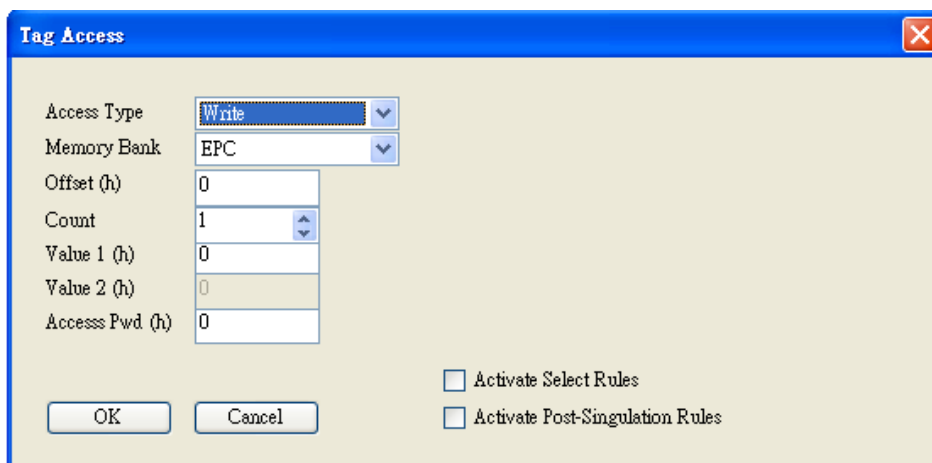 Tag Access
Access Type Write
Memory Bank EPC
Offset (h) 0
Count 1
Value 1 (h) 0
Value 2 (h) 0
Accesss Pwd (h) 0
Activate Select Rules
OK Cancel Activate Post-Singulation Rules